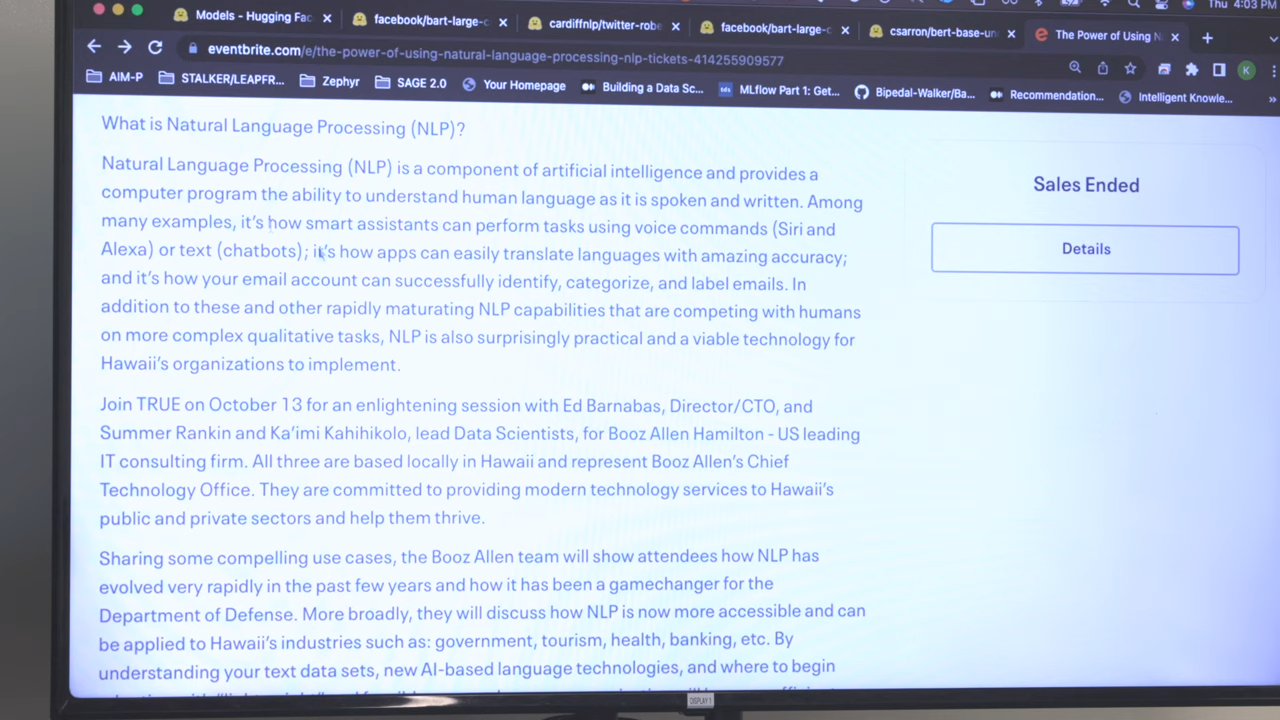 Thu 4:03 PM
Models - Hugging Fac
facebook/bart-large-c
cardiffnlp/twitter-robe
facebook/bart-large-c
csarron/bert-base-un
The Power of Using N
eventbrite.com/e/the-power-of-using-natural-language-processing-nlp-tickets-414255909577
K
AIM-P
STALKER/LEAPFR...
Zephyr
SAGE 2.0
Your Homepage
Building a Data Sc...
MLflow Part 1: Get...
Bipedal-Walker/Ba...
Recommendation...
Intelligent Knowle...
What is Natural Language Processing (NLP)?
Natural Language Processing (NLP) is a component of artificial intelligence and provides a
computer program the ability to understand human language as it is spoken and written. Among
many examples, it's how smart assistants can perform tasks using voice commands (Siri and
Alexa) or text (chatbots); it's how apps can easily translate languages with amazing accuracy;
and it's how your email account can successfully identify, categorize, and label emails. In
addition to these and other rapidly maturating NLP capabilities that are competing with humans
on more complex qualitative tasks, NLP is also surprisingly practical and a viable technology for
Hawaii's organizations to implement.
Join TRUE on October 13 for an enlightening session with Ed Barnabas, Director/CTO, and
Summer Rankin and Ka'imi Kahihikolo, lead Data Scientists, for Booz Allen Hamilton - US leading
IT consulting firm. All three are based locally in Hawaii and represent Booz Allen's Chief
Technology Office. They are committed to providing modern technology services to Hawaii's
public and private sectors and help them thrive.
Sharing some compelling use cases, the Booz Allen team will show attendees how NLP has
evolved very rapidly in the past few years and how it has been a gamechanger for the
Department of Defense. More broadly, they will discuss how NLP is now more accessible and can
be applied to Hawaii's industries such as: government, tourism, health, banking, etc. By
understanding your text data sets, new AI-based language technologies, and where to begin
Sales Ended
Details
DISPLAY 1